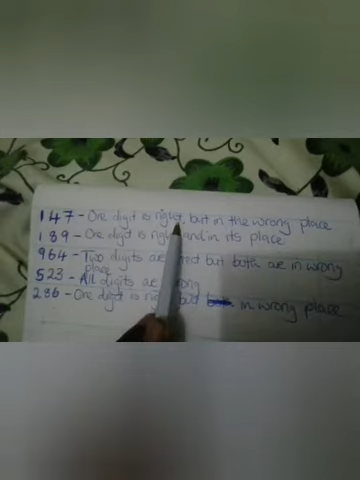 147 - One digit is right, but in the wrong place
189 - One digit is right and in its place
964 - Two digits are but both are in wrong
place
523 - All digits are wrong
286 - One digit is but in wrong place